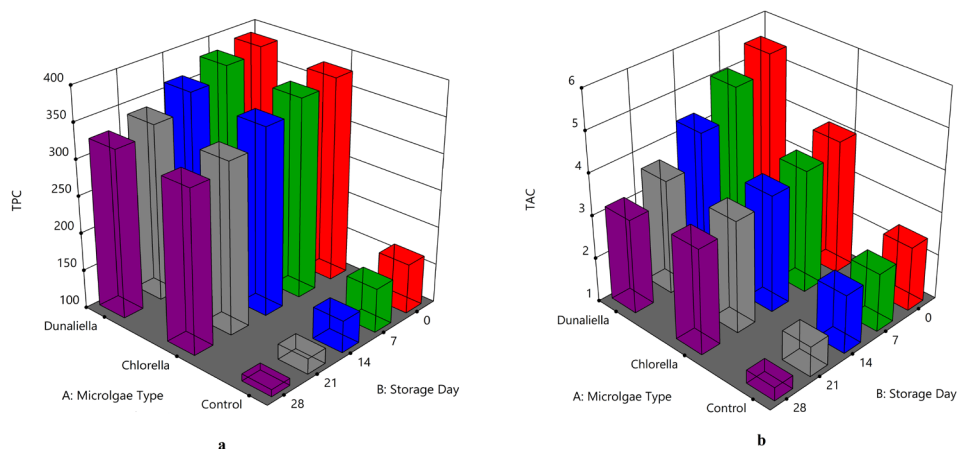 400
350
300
250
200
150
100
TPC
Dunaliella
Chlorella
Control
A: Microlgae Type
0
7
14
21
28
B: Storage Day
a
6
5
4
3
2
1
TAC
Dunaliella
Chlorella
Control
A: Microlgae Type
0
7
14
21
28
B: Storage Day
b